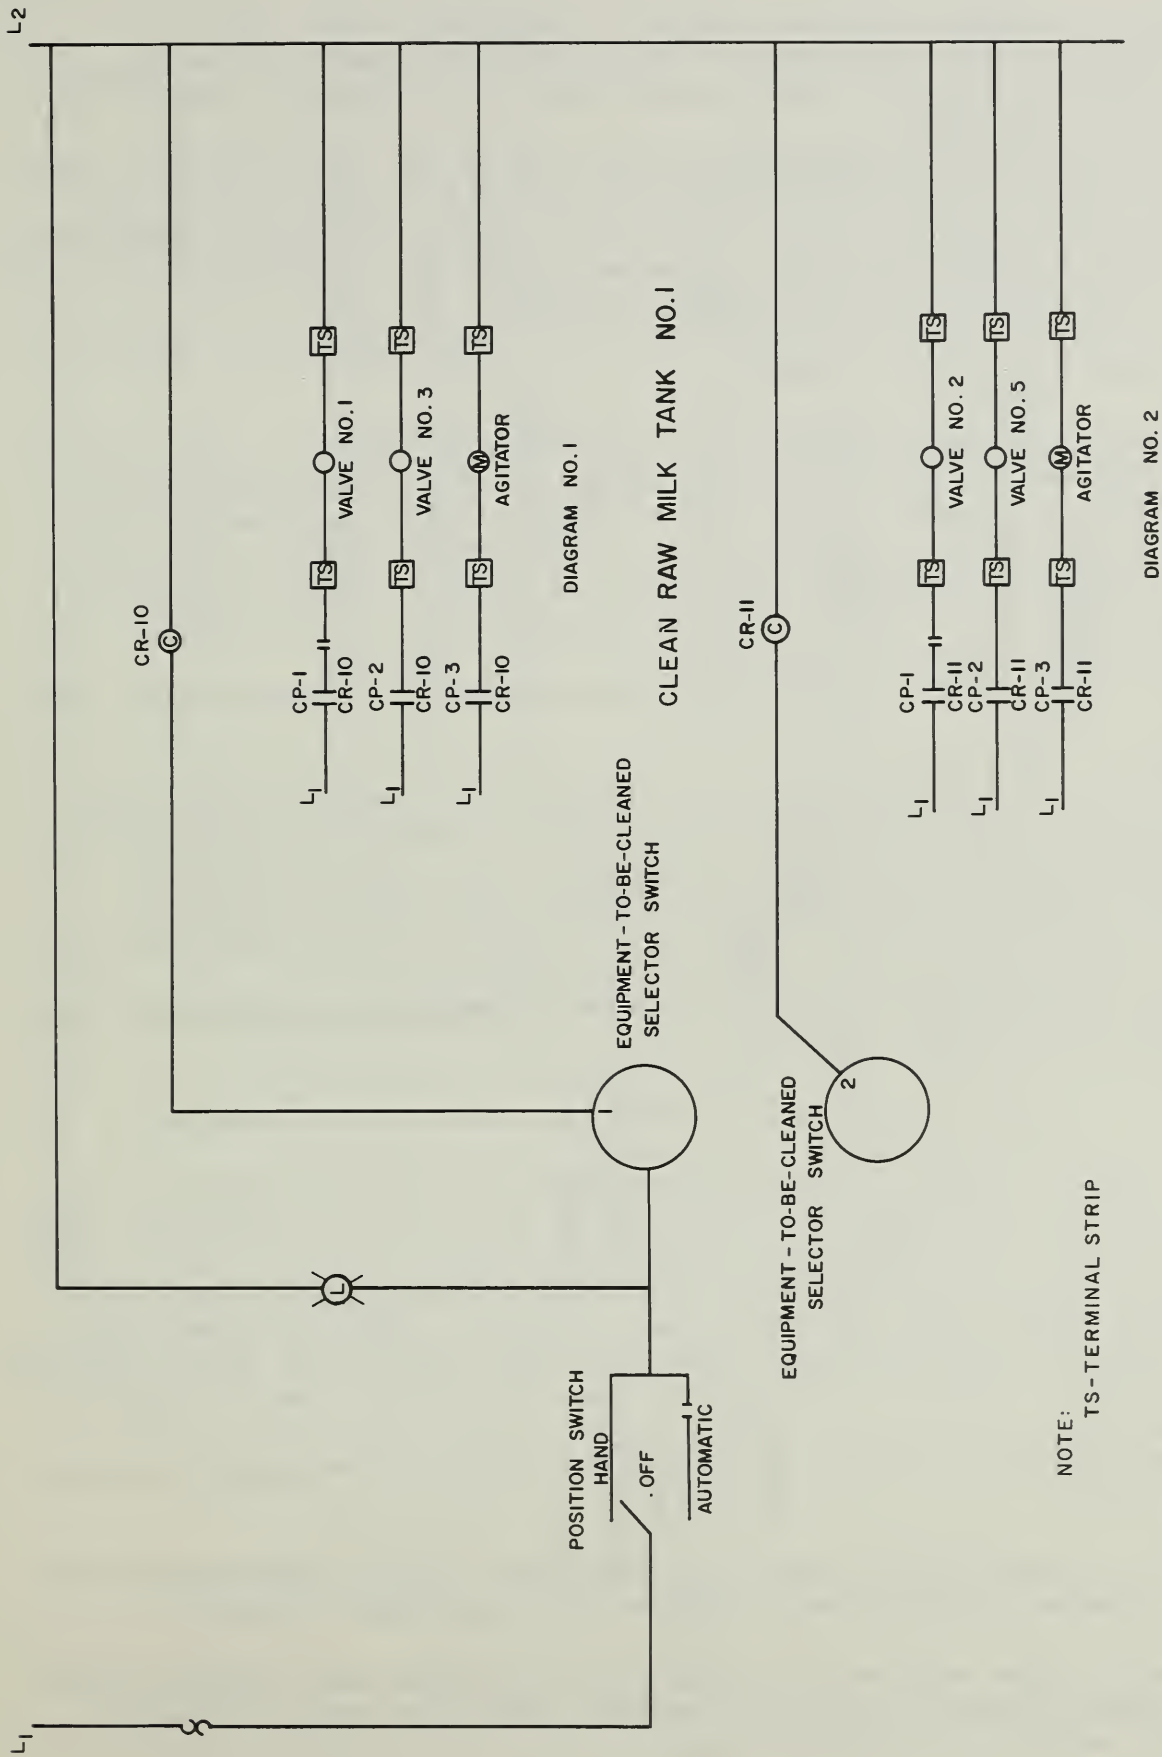 L1
L2
CR-10
C
L
CP-1
CR-10
L1
TS
VALVE NO.1
TS
CP-2
CR-10
L1
TS
VALVE NO. 3
TS
CP-3
CR-10
L1
TS
M
AGITATOR
TS
DIAGRAM NO.1
POSITION SWITCH
HAND
.OFF
AUTOMATIC
1
EQUIPMENT-TO-BE-CLEANED
SELECTOR SWITCH
CLEAN RAW MILK TANK NO.1
CR-11
C
EQUIPMENT-TO-BE-CLEANED
SELECTOR SWITCH
2
CP-1
CR-11
L1
TS
VALVE NO. 2
TS
CP-2
CR-11
L1
TS
VALVE NO. 5
TS
CP-3
CR-11
L1
TS
M
AGITATOR
TS
DIAGRAM NO. 2
NOTE:
TS-TERMINAL STRIP